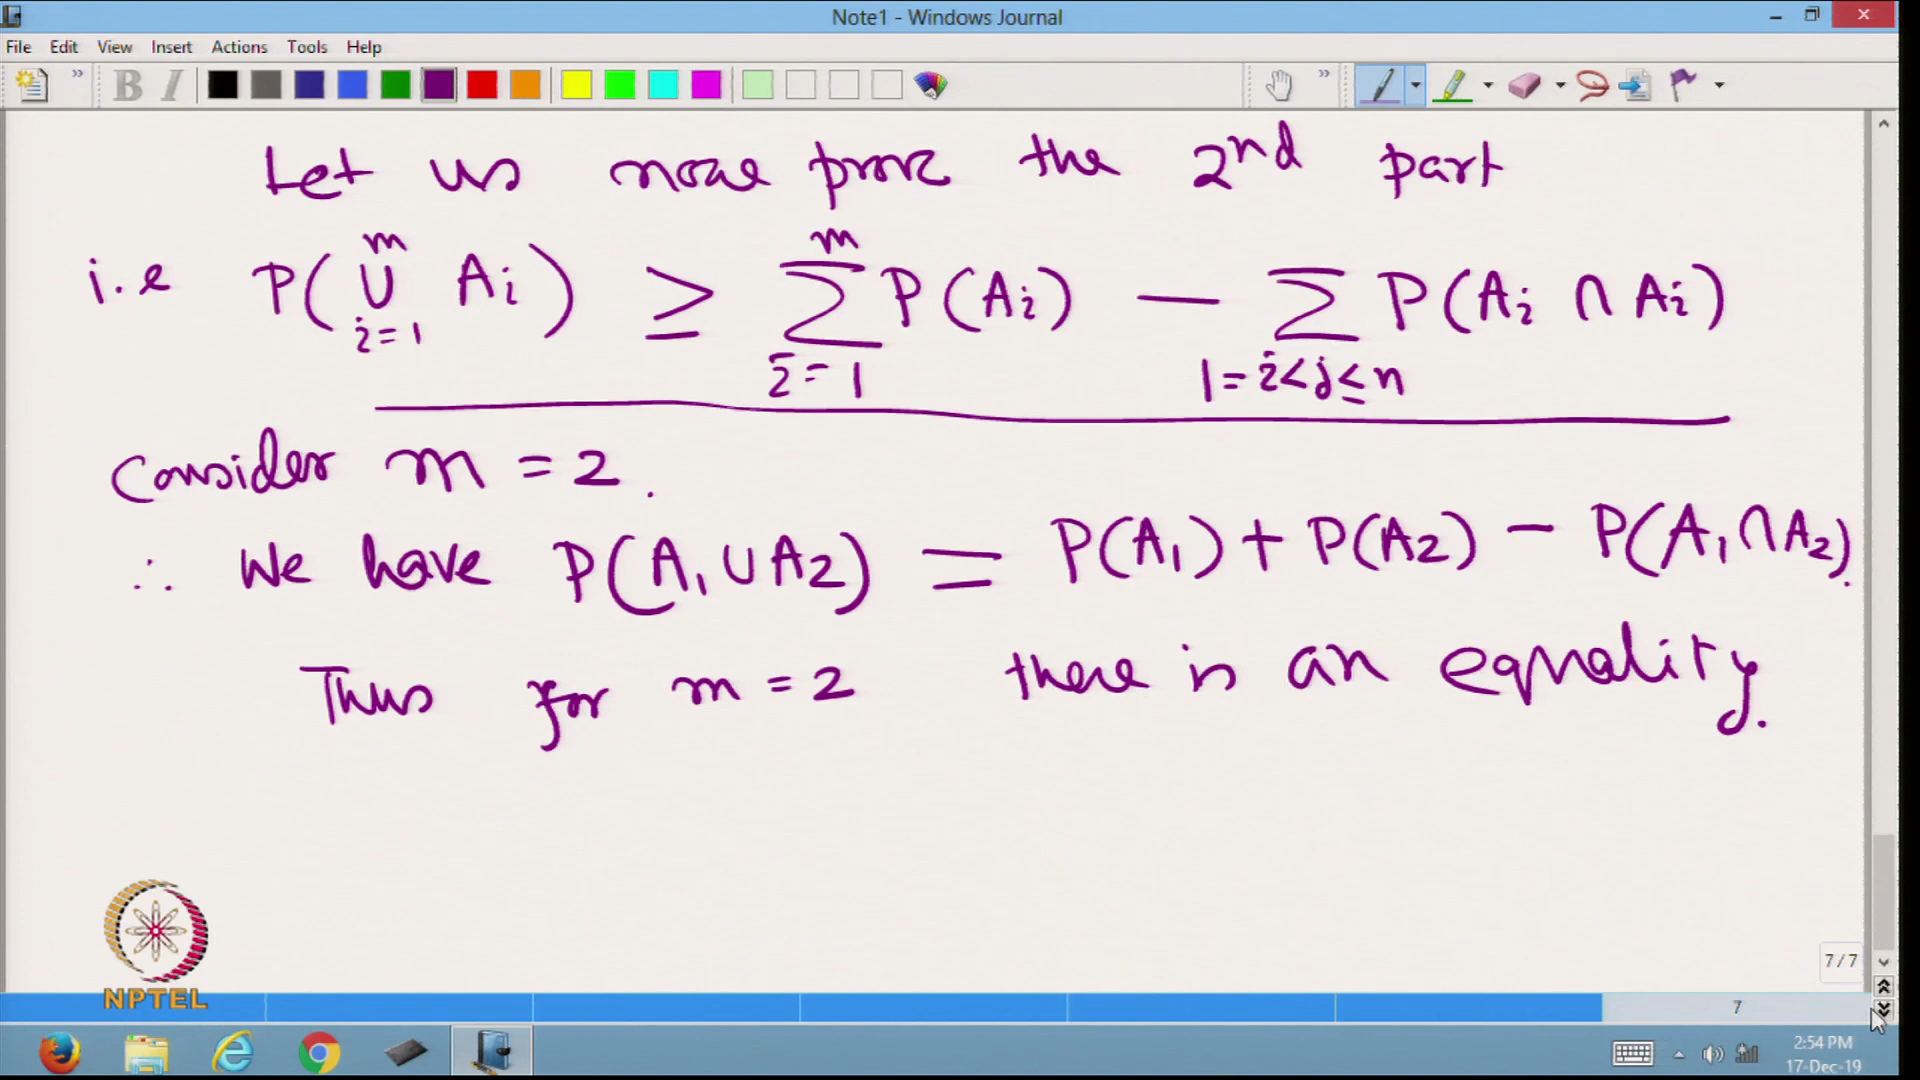 Note1 - Windows Journal
File Edit View Insert Actions Tools Help
B I
Let us now prove the 2nd part
i.e P(⋃_{i=1}^{m} Ai) ≥ ∑_{i=1}^{m} P(Ai) − ∑_{1=i<j≤n} P(Ai ∩ Ai)
Consider m = 2.
∴ We have P(A1 ∪ A2) = P(A1) + P(A2) − P(A1 ∩ A2).
Thus for m = 2 there is an equality.
7 / 7
NPTEL
7
2:54 PM
17-Dec-19